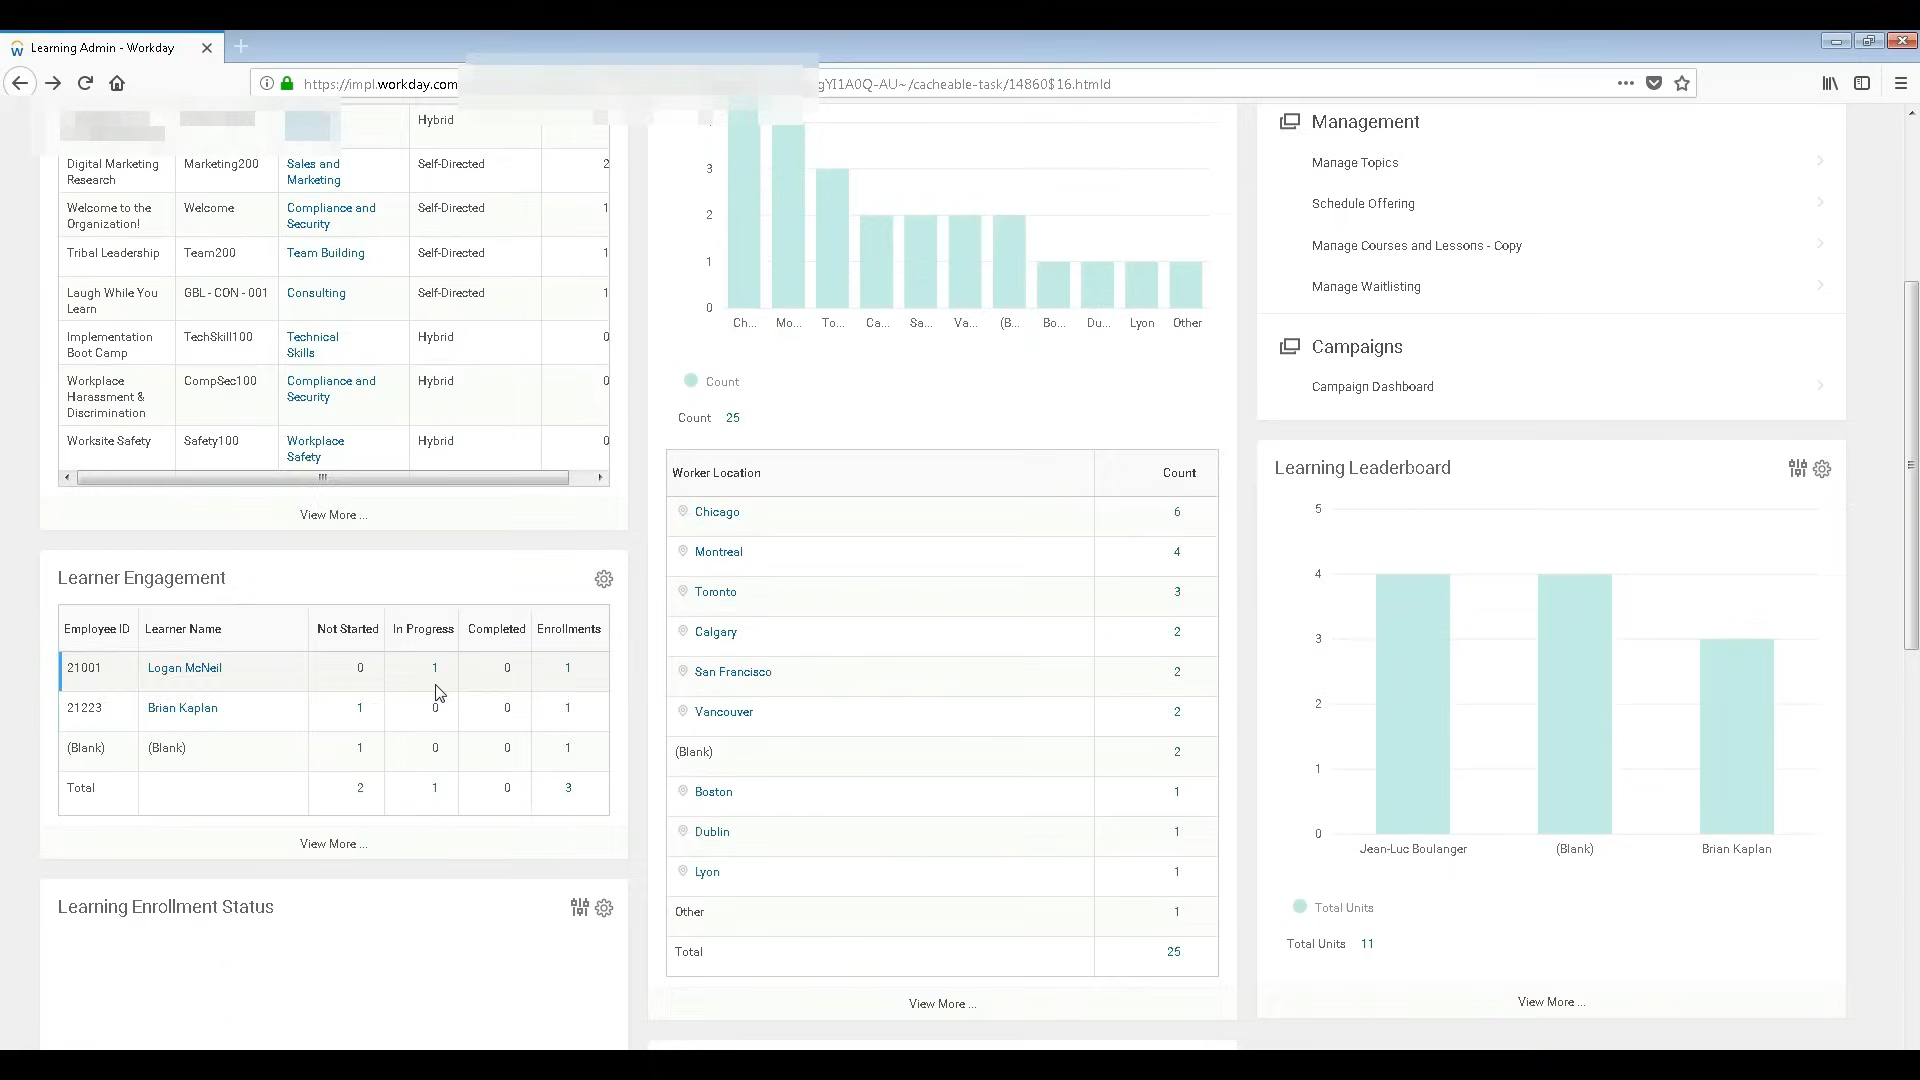 Learning Admin - Workday
https://impl.workday.com
gYI1A0Q-AU~/cacheable-task/14860$16.htmld
Hybrid
Digital Marketing Research Marketing200 Sales and Marketing Self-Directed 2
Welcome to the Organization! Welcome Compliance and Security Self-Directed 1
Tribal Leadership Team200 Team Building Self-Directed 1
Laugh While You Learn GBL - CON - 001 Consulting Self-Directed 1
Implementation Boot Camp TechSkill100 Technical Skills Hybrid 0
Workplace Harassment & Discrimination CompSec100 Compliance and Security Hybrid 0
Worksite Safety Safety100 Workplace Safety Hybrid 0
View More ...
Learner Engagement
Employee ID Learner Name Not Started In Progress Completed Enrollments
21001 Logan McNeil 0 1 0 1
21223 Brian Kaplan 1 0 0 1
(Blank) (Blank) 1 0 0 1
Total 2 1 0 3
View More ...
Learning Enrollment Status
3
2
1
0
Ch... Mo... To... Ca... Sa... Va... (B... Bo... Du... Lyon Other
Count
Count 25
Worker Location Count
Chicago 6
Montreal 4
Toronto 3
Calgary 2
San Francisco 2
Vancouver 2
(Blank) 2
Boston 1
Dublin 1
Lyon 1
Other 1
Total 25
View More ...
Management
Manage Topics
Schedule Offering
Manage Courses and Lessons - Copy
Manage Waitlisting
Campaigns
Campaign Dashboard
Learning Leaderboard
5
4
3
2
1
0
Jean-Luc Boulanger (Blank) Brian Kaplan
Total Units
Total Units 11
View More ...